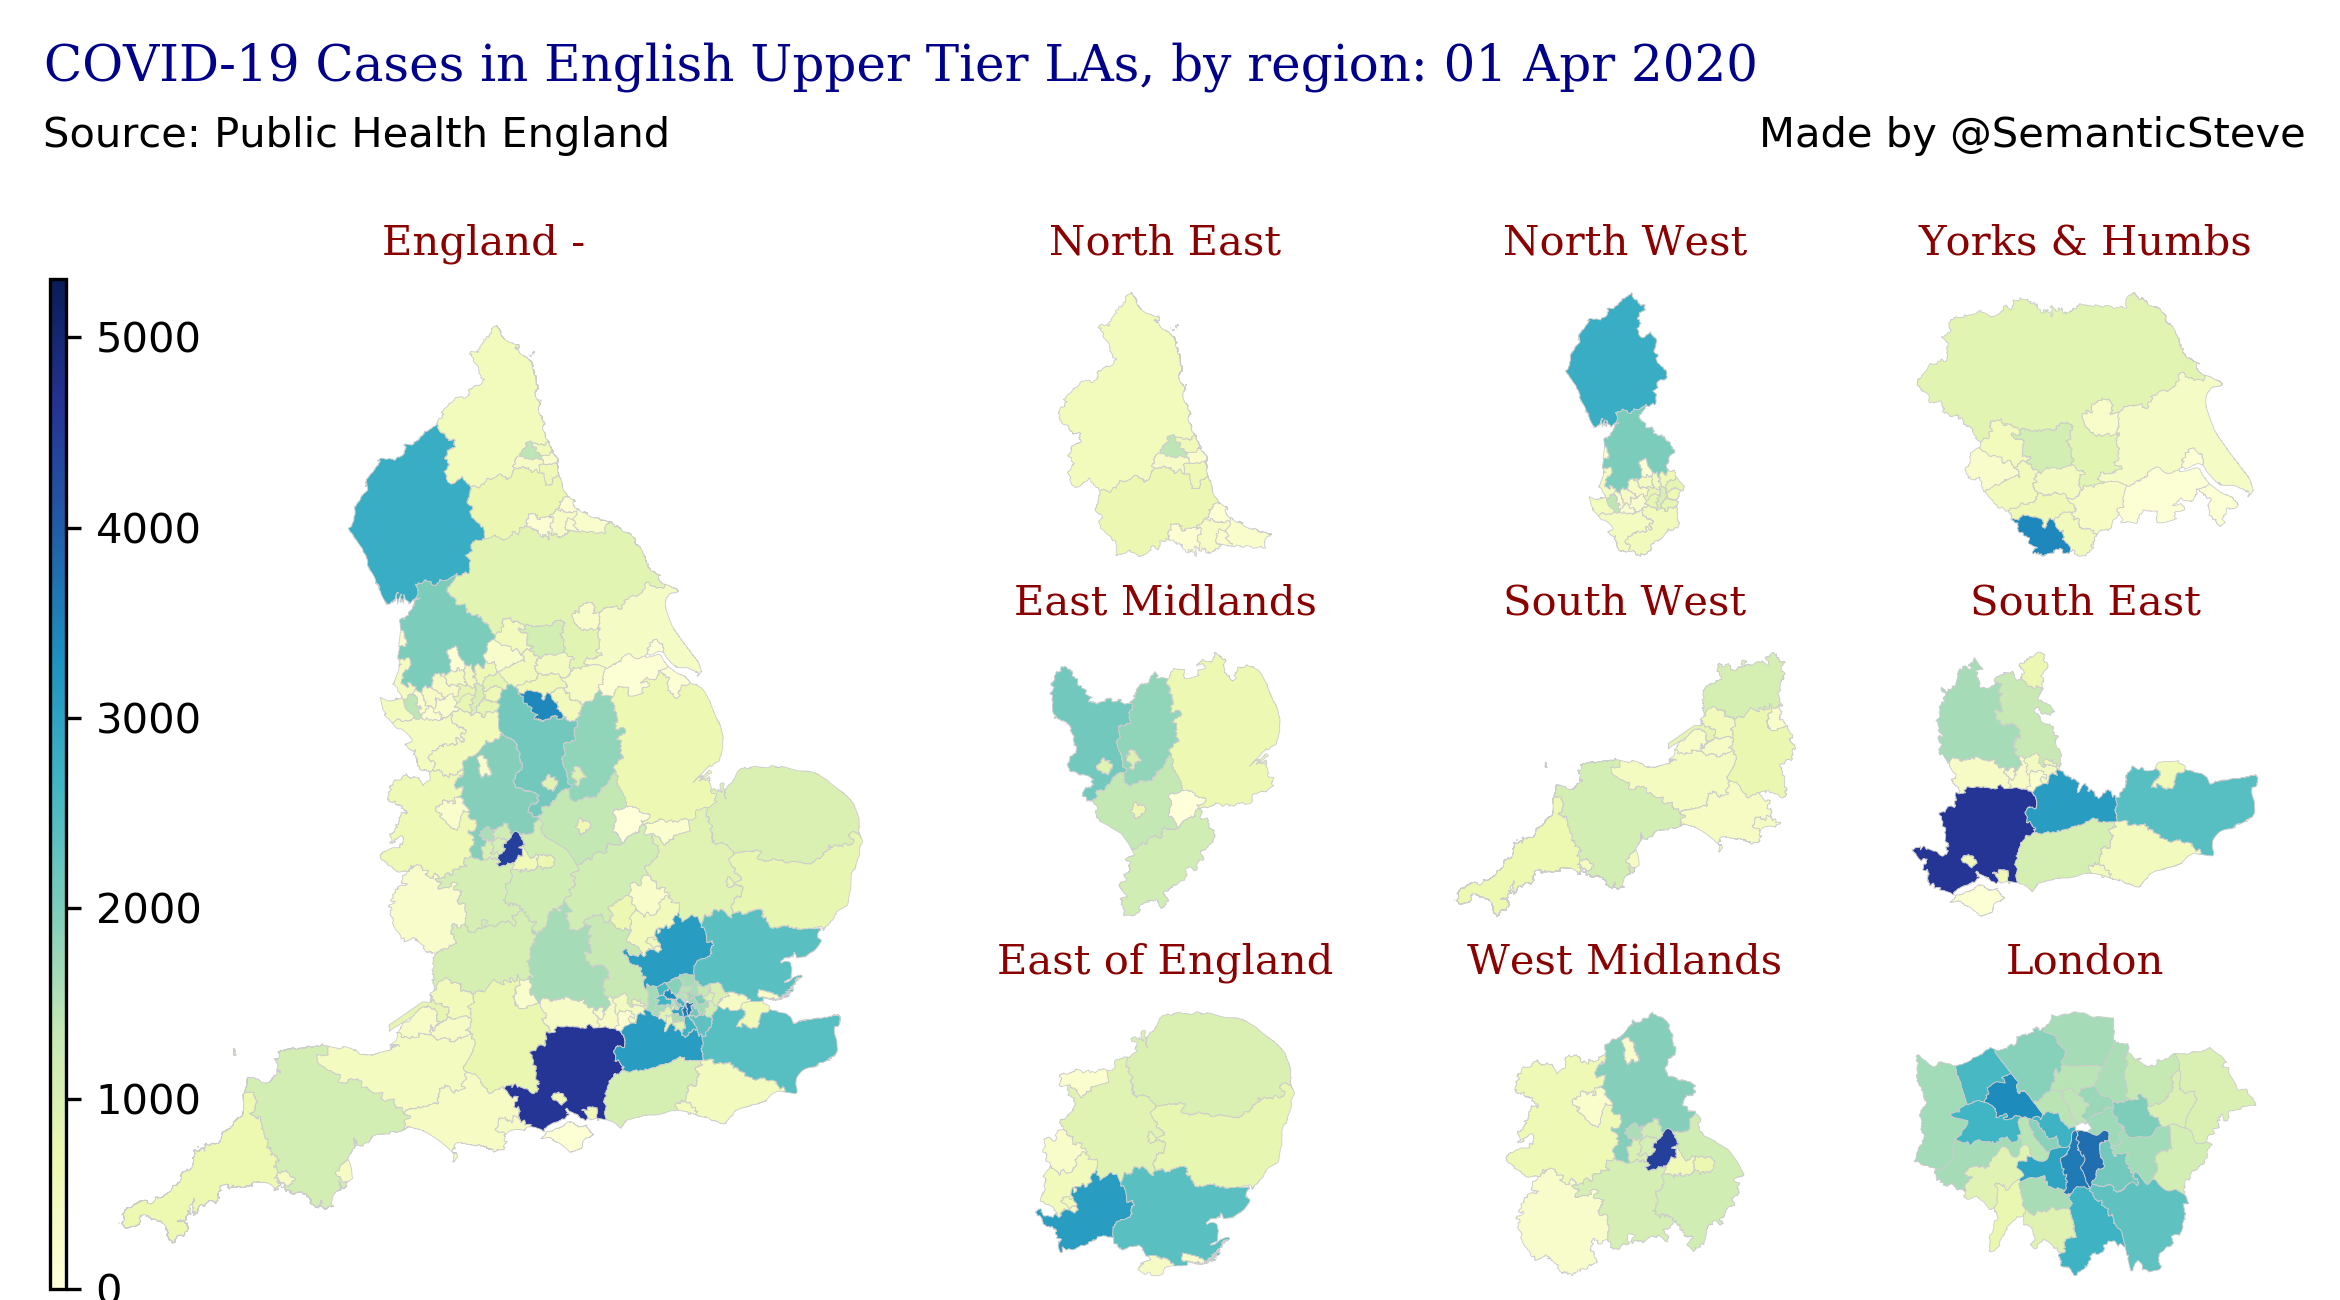 COVID-19 Cases in English Upper Tier LAs, by region: 01 Apr 2020
Source: Public Health England
Made by @SemanticSteve
England -
North East
North West
Yorks & Humbs
5000
4000
3000
2000
1000
0
East Midlands
South West
South East
East of England
West Midlands
London